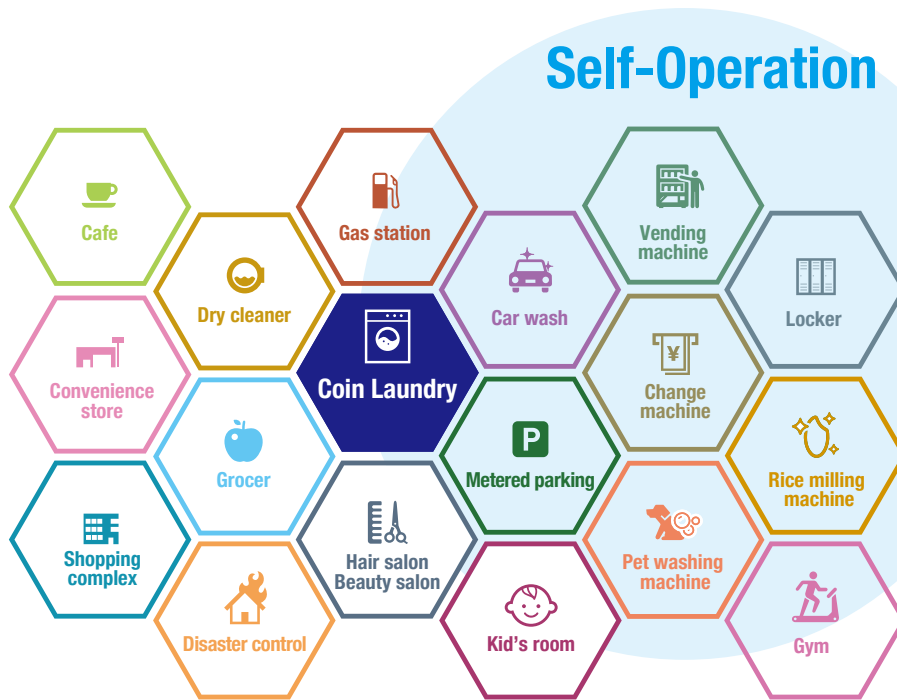 Self-Operation
Cafe
Gas station
Vending
machine
Dry cleaner
Car wash
Locker
Convenience
store
Coin Laundry
¥
Change
machine
Grocer
P
Metered parking
Rice milling
machine
Shopping
complex
Hair salon
Beauty salon
Pet washing
machine
Disaster control
Kid's room
Gym